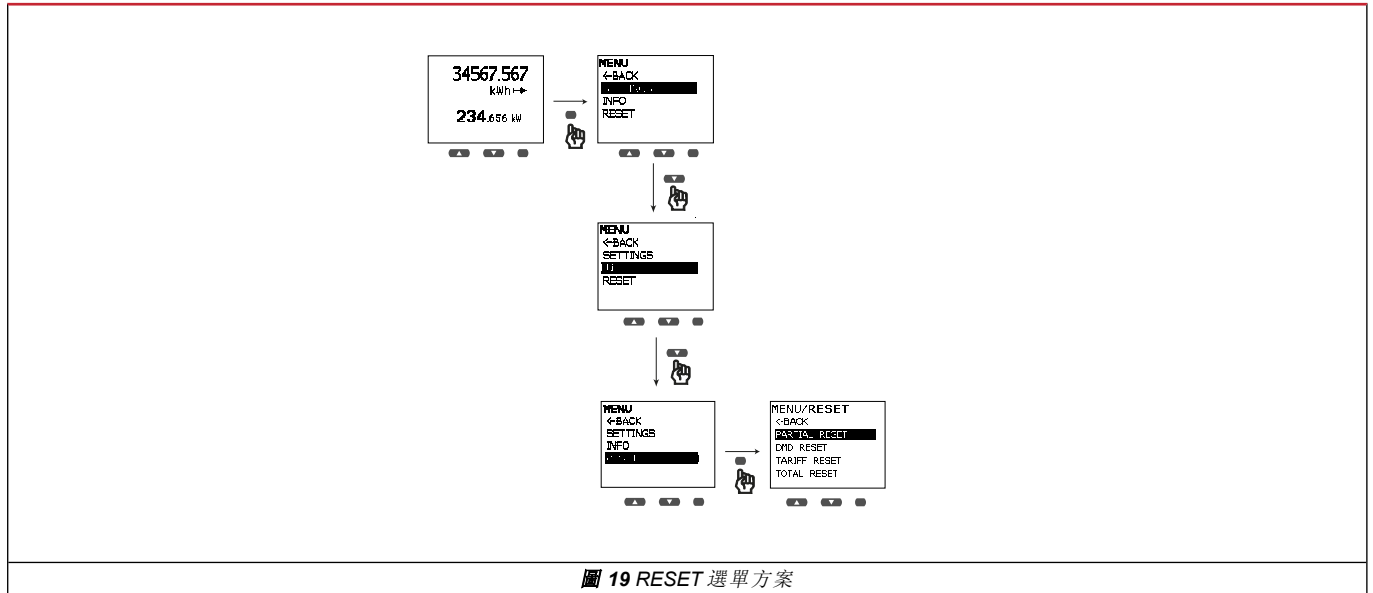 34567.567
kWh
234.656 kW
MENU
←BACK
INFO
RESET
MENU
←BACK
SETTINGS
RESET
MENU
←BACK
SETTINGS
INFO
MENU/RESET
<-BACK
PARTIAL RESET
DMD RESET
TARIFF RESET
TOTAL RESET
圖 19 RESET 選單方案